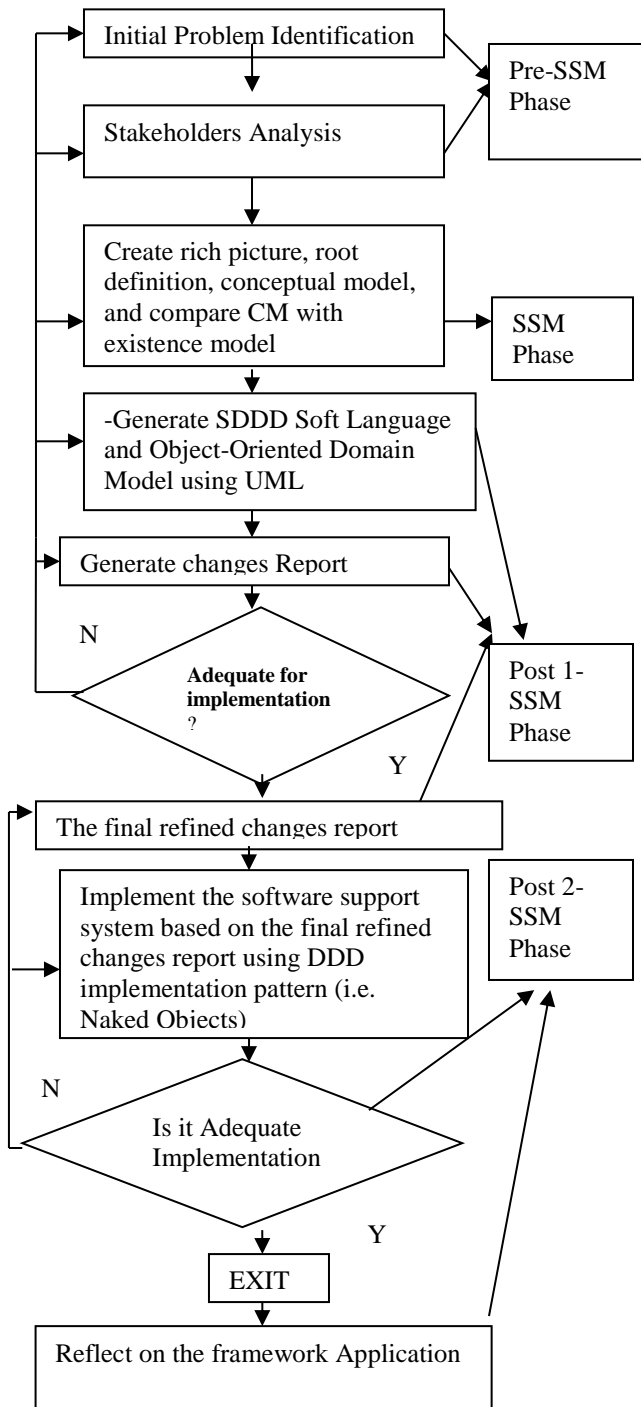 Initial Problem Identification
Pre-SSM
Phase
Stakeholders Analysis
Create rich picture, root
definition, conceptual model,
and compare CM with
existence model
SSM
Phase
-Generate SDDD Soft Language
and Object-Oriented Domain
Model using UML
Generate changes Report
N
Adequate for
implementation
?
Post 1-
SSM
Phase
Y
The final refined changes report
Implement the software support
system based on the final refined
changes report using DDD
implementation pattern (i.e.
Naked Objects)
Post 2-
SSM
Phase
N
Is it Adequate
Implementation
Y
EXIT
Reflect on the framework Application